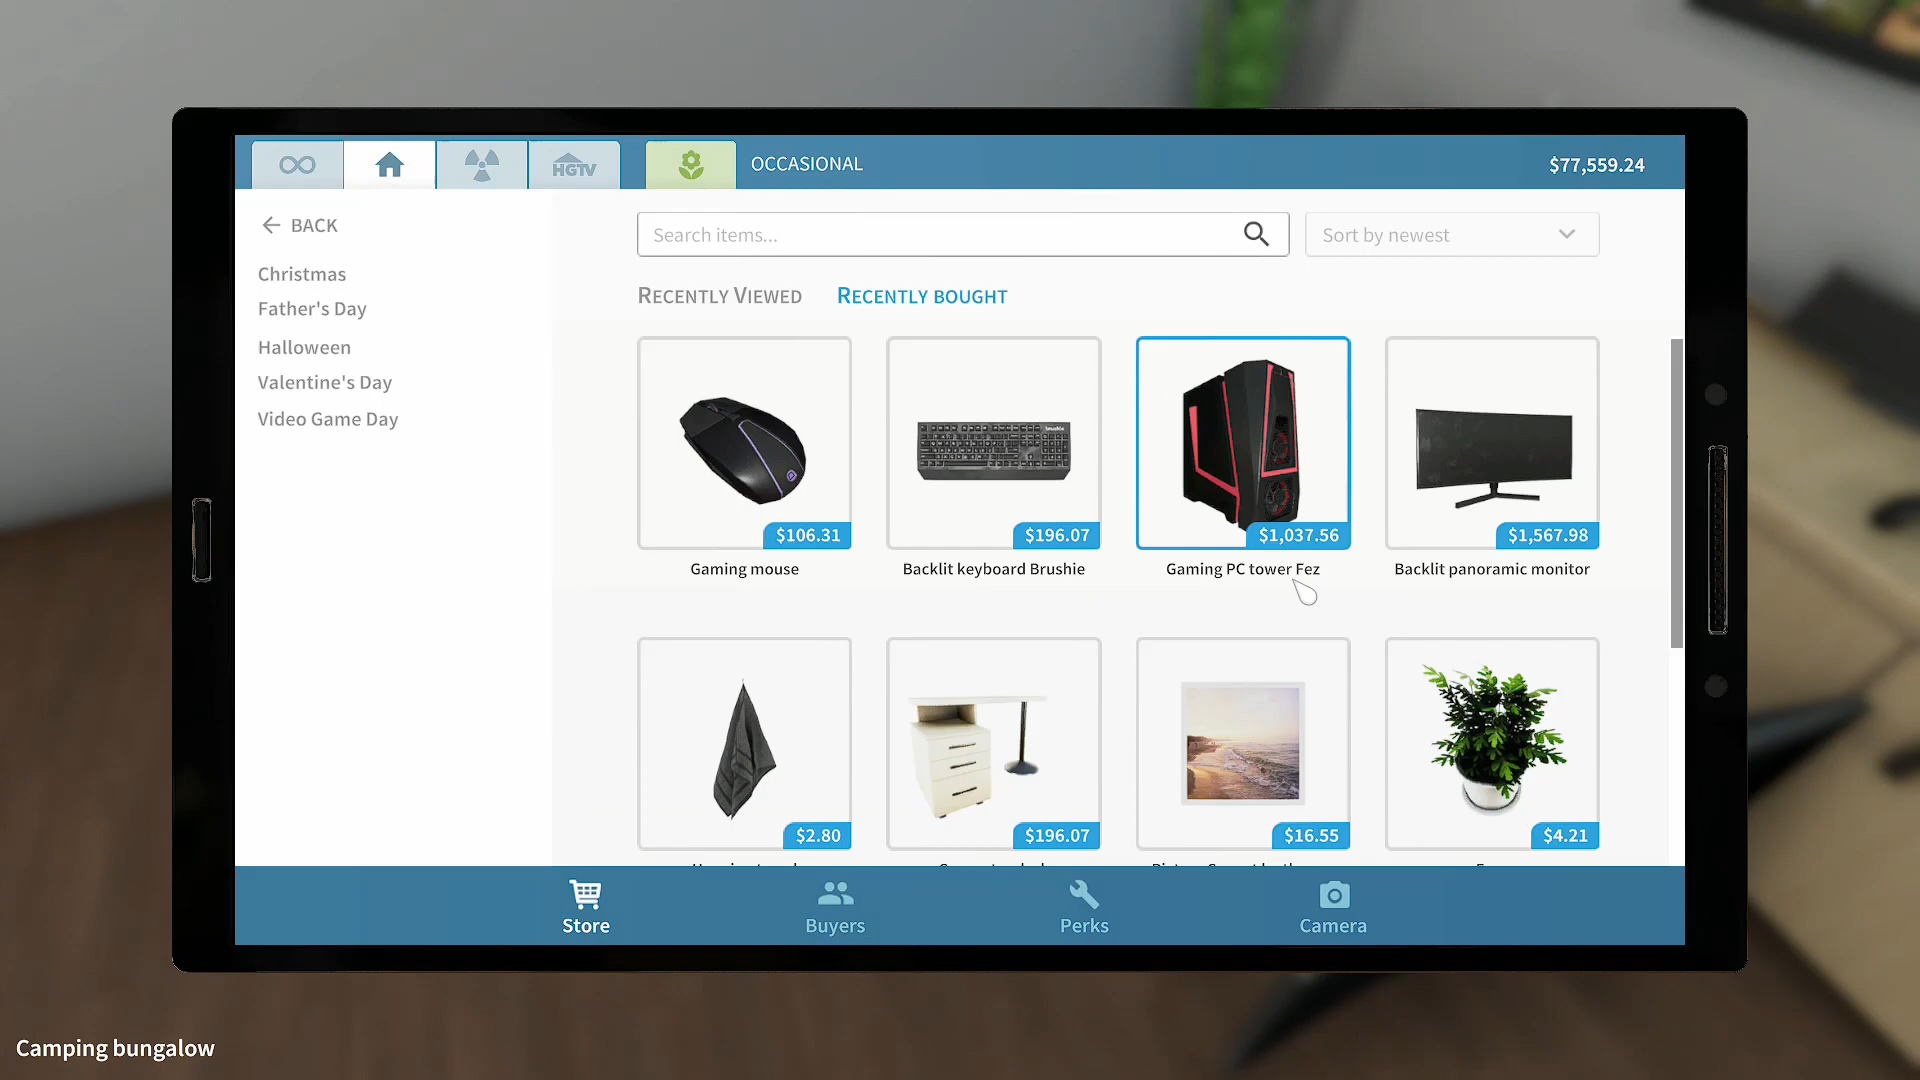 HGTV
OCCASIONAL
$77,559.24
BACK
Christmas
Father's Day
Halloween
Valentine's Day
Video Game Day
Search items...
Sort by newest
RECENTLY VIEWED
RECENTLY BOUGHT
$106.31
$196.07
$1,037.56
$1,567.98
Gaming mouse
Backlit keyboard Brushie
Gaming PC tower Fez
Backlit panoramic monitor
$2.80
$196.07
$16.55
$4.21
Store
Buyers
Perks
Camera
Camping bungalow